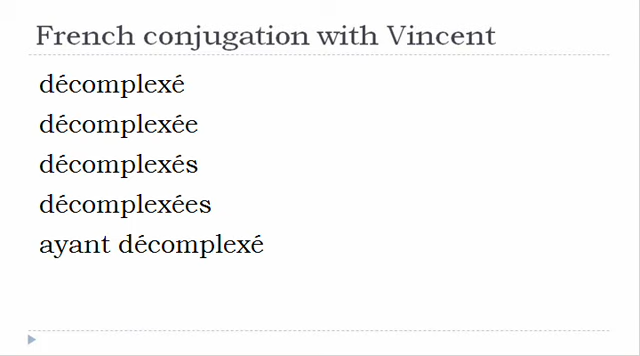 French conjugation with Vincent
décomplexé
décomplexée
décomplexés
décomplexées
ayant décomplexé